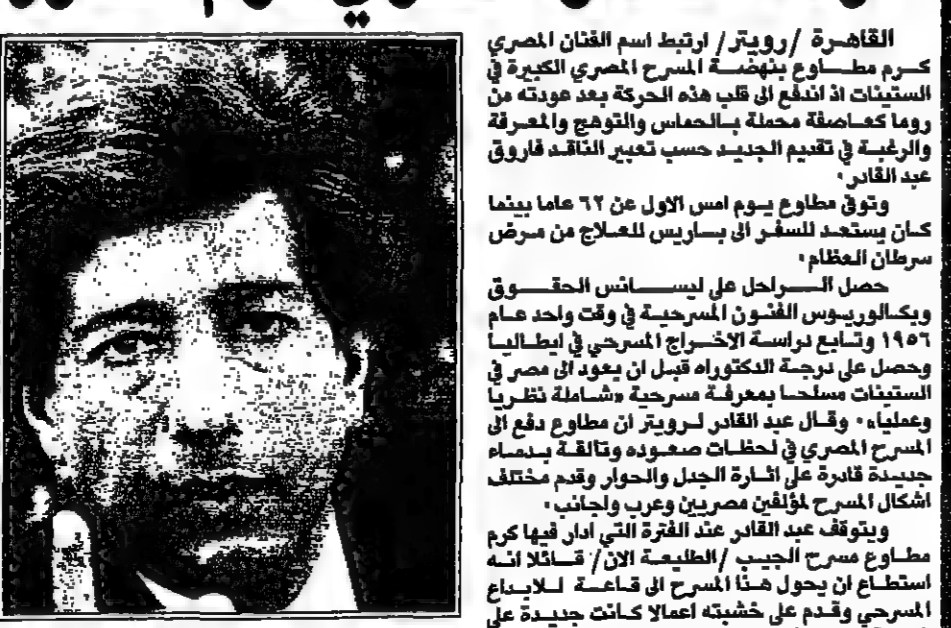 القاهرة /رويتر/ ارتبط اسم الفنان المصري
كرم مطاوع بنهضة المسرح المصري الكبيرة في
الستينات اذ اندفع الى قلب هذه الحركة بعد عودته من
روما كعاصفة محملة بالحماس والتوهج والمعرفة
والرغبة في تقديم الجديد حسب تعبير الناقد فاروق
عبد القادر.
وتوفي مطاوع يوم امس الاول عن ٦٢ عاما بينما
كان يستعد للسفر الى باريس للعلاج من مرض
سرطان العظام.
حصل الراحل على ليسانس الحقوق
وبكالوريوس الفنون المسرحية في وقت واحد عام
١٩٥٦ وتابع دراسة الاخراج المسرحي في ايطاليا
وحصل على درجة الدكتوراه قبل ان يعود الى مصر في
الستينات مسلحا بمعرفة مسرحية «شاملة نظريا
وعمليا». وقال عبد القادر لرويتر ان مطاوع دفع الى
المسرح المصري في لحظات صعوده وتالقة بدماء
جديدة قادرة على اثارة الجدل والحوار وقدم مختلف
اشكال المسرح لمؤلفين مصريين وعرب واجانب.
ويتوقف عبد القادر عند الفترة التي ادار فيها كرم
مطاوع مسرح الجيب /الطليعة الان/ قائلا انه
استطاع ان يحول هذا المسرح الى قاعة للابداع
المسرحي وقدم على خشبته اعمالا كانت جديدة على